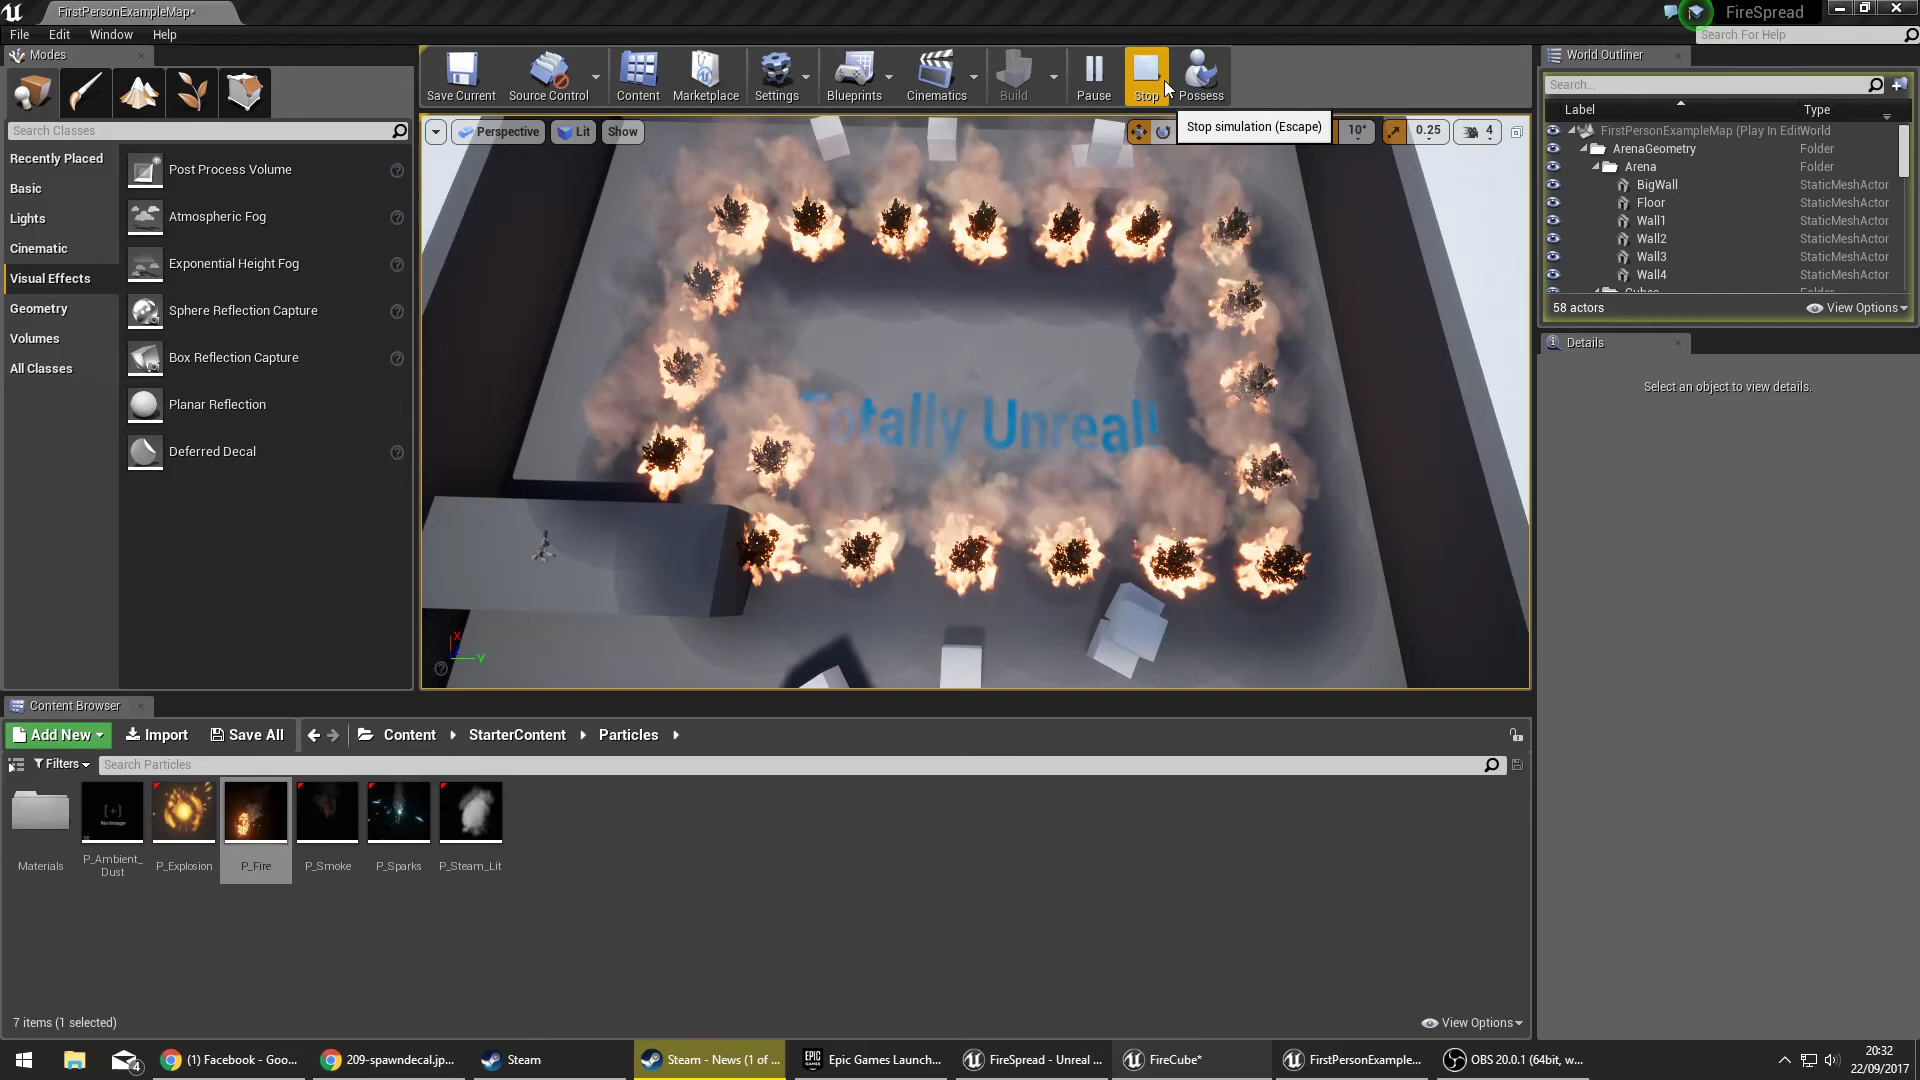 FirstPersonExampleMap*
FireSpread
File Edit Window Help
Search For Help
Modes
Save Current
Source Control
Content
Marketplace
Settings
Blueprints
Cinematics
Build
Pause
Stop
Possess
Stop simulation (Escape)
World Outliner
Search...
Label Type
FirstPersonExampleMap (Play In Edit World
ArenaGeometry Folder
Arena Folder
BigWall StaticMeshActor
Floor StaticMeshActor
Wall1 StaticMeshActor
Wall2 StaticMeshActor
Wall3 StaticMeshActor
Wall4 StaticMeshActor
58 actors
View Options
Search Classes
Recently Placed
Basic
Lights
Cinematic
Visual Effects
Geometry
Volumes
All Classes
Post Process Volume
Atmospheric Fog
Exponential Height Fog
Sphere Reflection Capture
Box Reflection Capture
Planar Reflection
Deferred Decal
Perspective
Lit
Show
10°
0.25
4
Totally Unreal!
X
Y
Details
Select an object to view details.
Content Browser
Add New
Import
Save All
Content
StarterContent
Particles
Filters
Search Particles
Materials
P_Ambient_
Dust
P_Explosion
P_Fire
P_Smoke
P_Sparks
P_Steam_Lit
7 items (1 selected)
View Options
4
(1) Facebook - Goo...
209-spawndecal.jp...
Steam
Steam - News (1 of ...
Epic Games Launch...
FireSpread - Unreal ...
FireCube*
FirstPersonExample...
OBS 20.0.1 (64bit, w...
20:32
22/09/2017